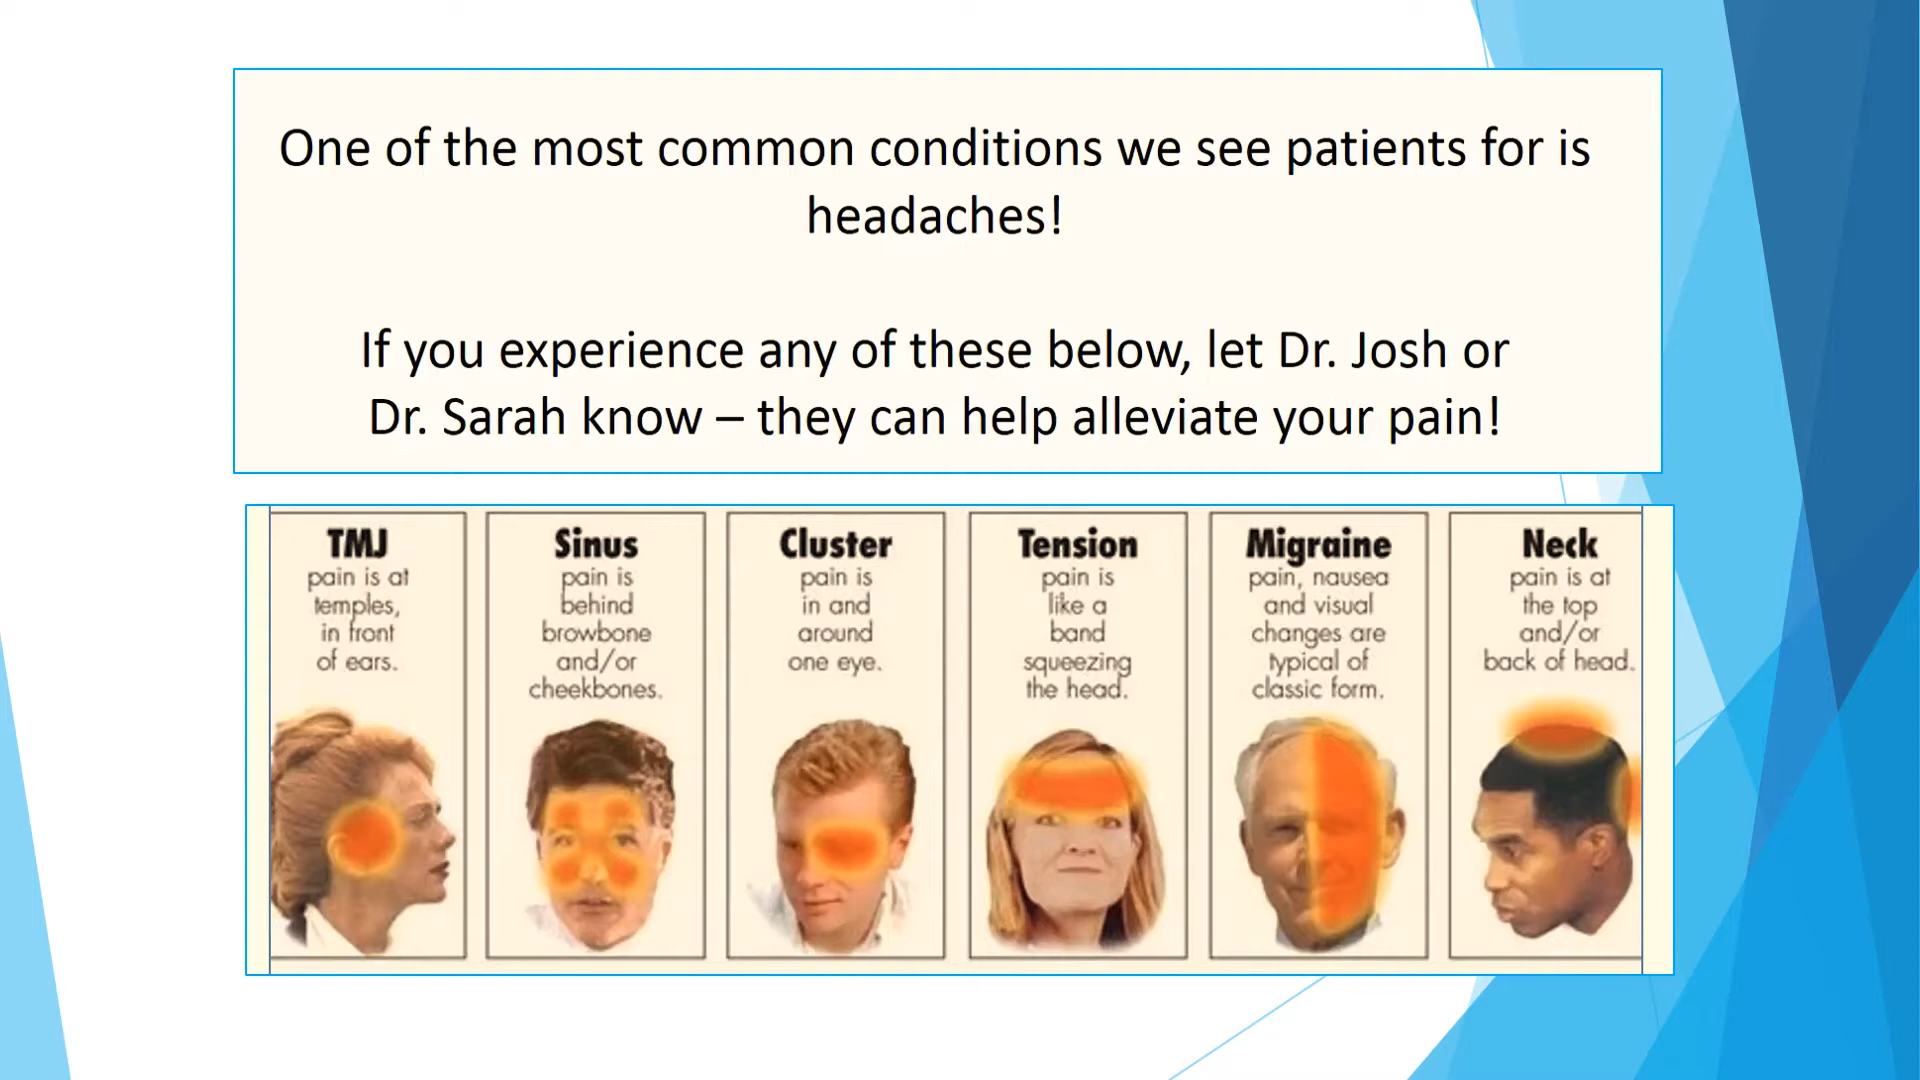 One of the most common conditions we see patients for is
headaches!
If you experience any of these below, let Dr. Josh or
Dr. Sarah know – they can help alleviate your pain!
TMJ
pain is at
temples,
in front
of ears.
Sinus
pain is
behind
browbone
and/or
cheekbones.
Cluster
pain is
in and
around
one eye.
Tension
pain is
like a
band
squeezing
the head.
Migraine
pain, nausea
and visual
changes are
typical of
classic form.
Neck
pain is at
the top
and/or
back of head.